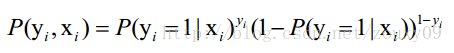 P(y_i, x_i) = P(y_i = 1 | x_i)^{y_i} (1 − P(y_i = 1 | x_i))^{1−y_i}